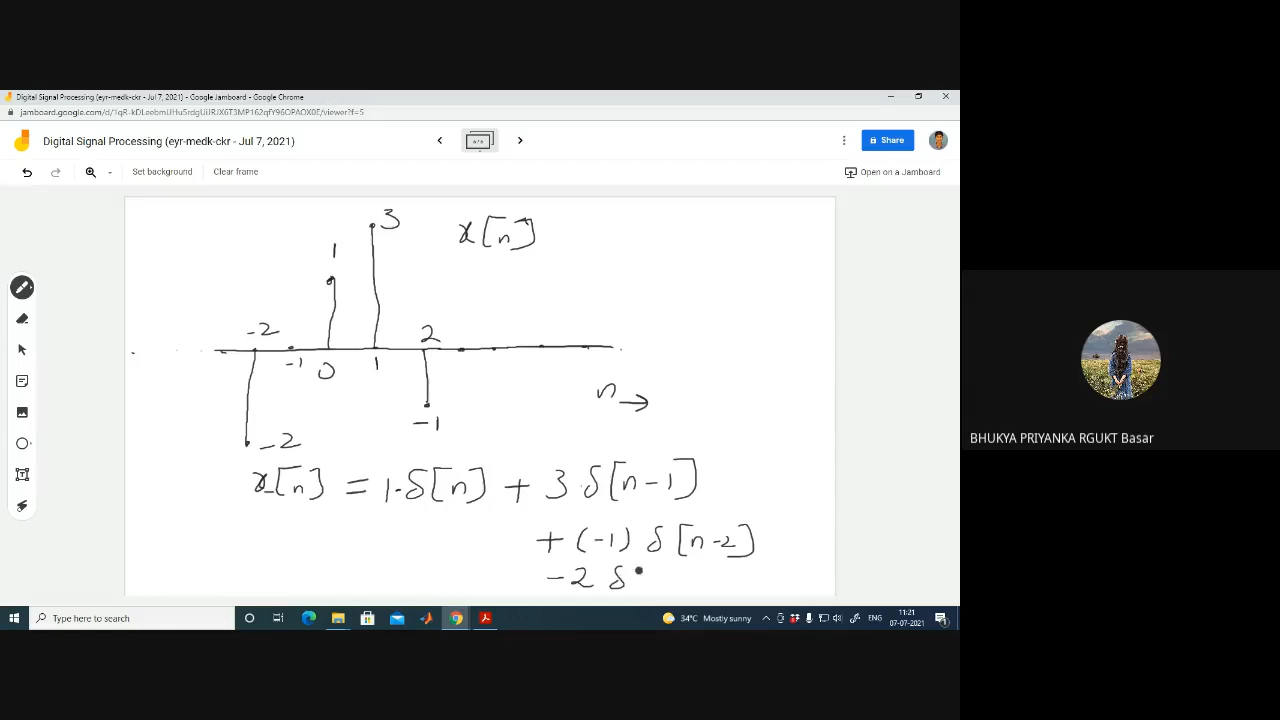 Digital Signal Processing (eyr-medk-ckr - Jul 7, 2021) - Google Jamboard - Google Chrome
Digital Signal Processing (eyr-medk-ckr - Jul 7, 2021)
6 / 6
Share
Set background
Clear frame
Open on a Jamboard
3
x[n]
1
-2
2
-1 0 1
n →
-1
-2
x[n] = 1·δ[n] + 3·δ[n-1]
+ (-1) δ [n-2]
-2 δ
BHUKYA PRIYANKA RGUKT Basar
Type here to search
34°C Mostly sunny
ENG
11:21
07-07-2021